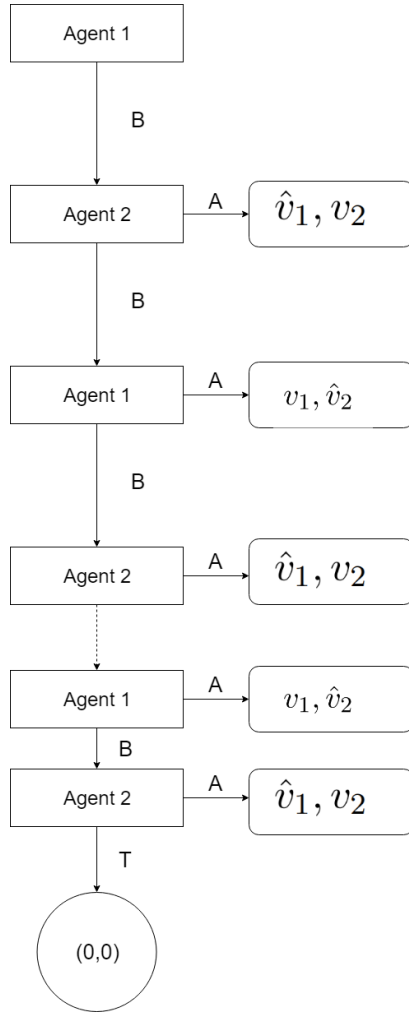 Agent 1
B
Agent 2
A
v̂₁, v₂
B
Agent 1
A
v₁, v̂₂
B
Agent 2
A
v̂₁, v₂
Agent 1
A
v₁, v̂₂
B
Agent 2
A
v̂₁, v₂
T
(0,0)